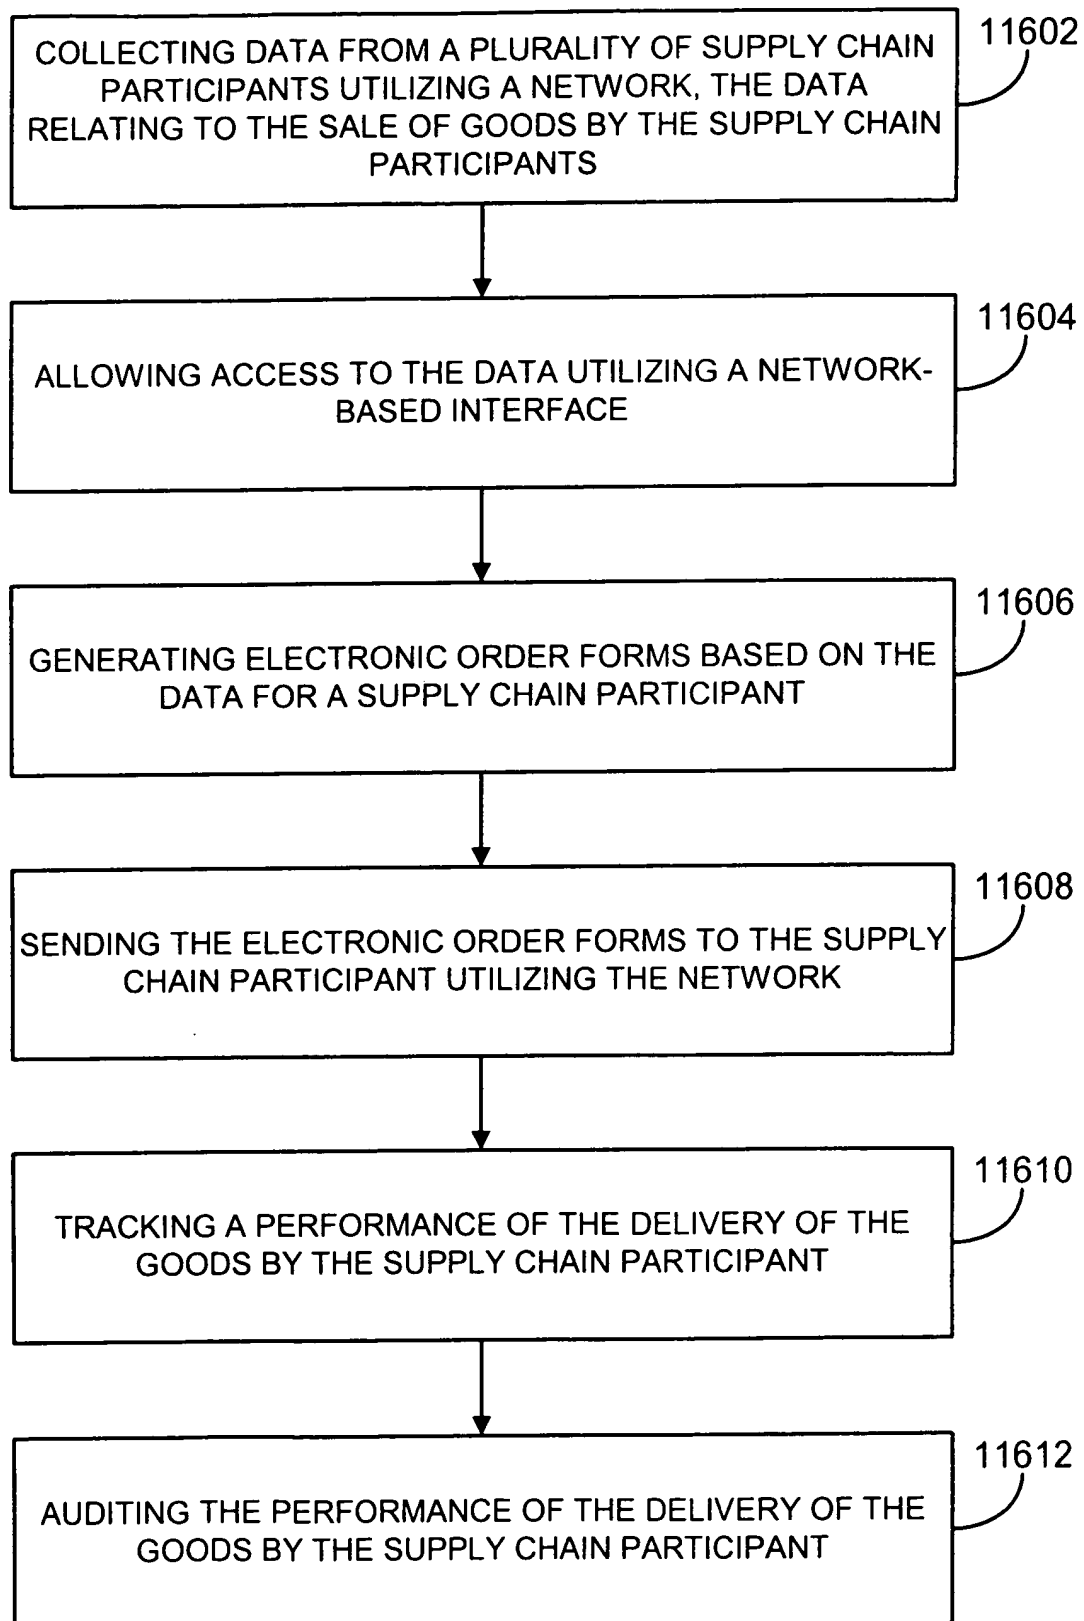 COLLECTING DATA FROM A PLURALITY OF SUPPLY CHAIN
PARTICIPANTS UTILIZING A NETWORK, THE DATA
RELATING TO THE SALE OF GOODS BY THE SUPPLY CHAIN
PARTICIPANTS
11602
ALLOWING ACCESS TO THE DATA UTILIZING A NETWORK-
BASED INTERFACE
11604
GENERATING ELECTRONIC ORDER FORMS BASED ON THE
DATA FOR A SUPPLY CHAIN PARTICIPANT
11606
SENDING THE ELECTRONIC ORDER FORMS TO THE SUPPLY
CHAIN PARTICIPANT UTILIZING THE NETWORK
11608
TRACKING A PERFORMANCE OF THE DELIVERY OF THE
GOODS BY THE SUPPLY CHAIN PARTICIPANT
11610
AUDITING THE PERFORMANCE OF THE DELIVERY OF THE
GOODS BY THE SUPPLY CHAIN PARTICIPANT
11612